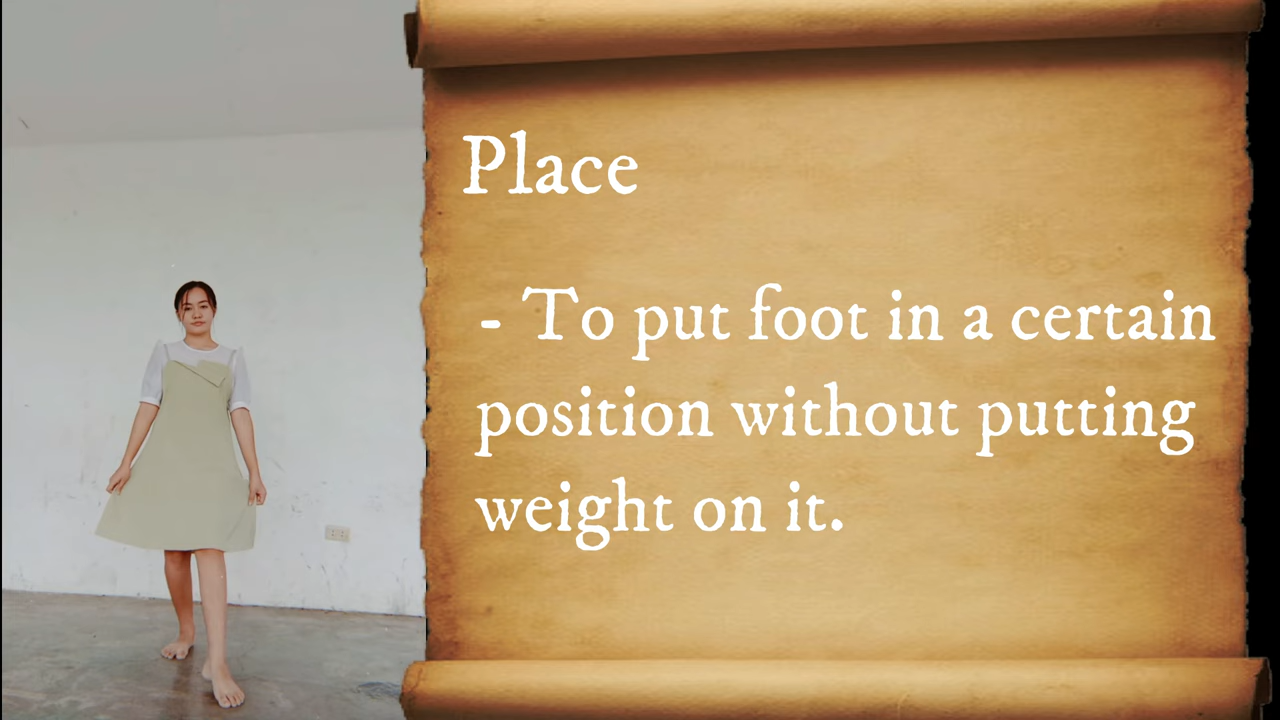 Place
- To put foot in a certain
position without putting
weight on it.